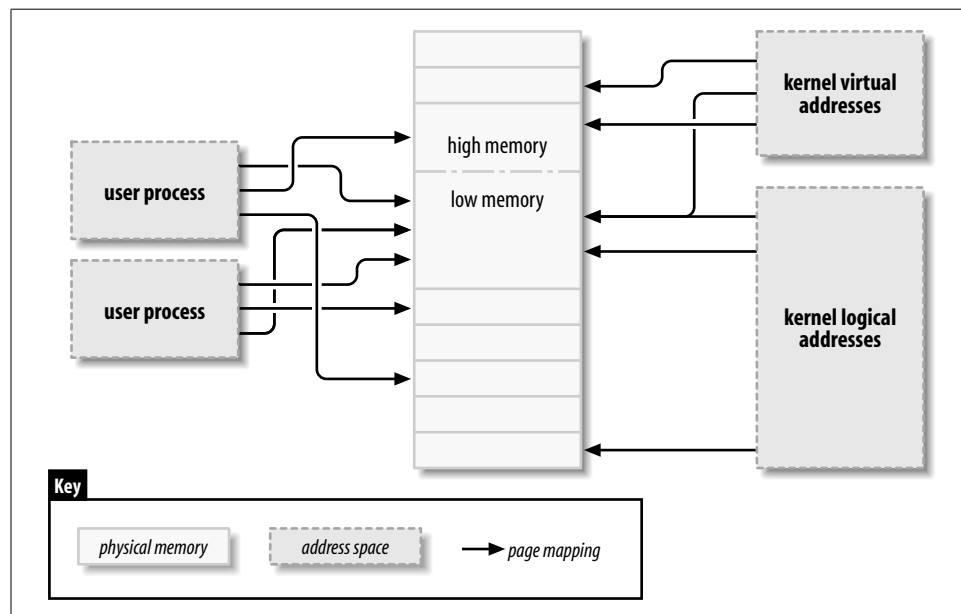 kernel virtual
addresses
high memory
user process
low memory
user process
kernel logical
addresses
Key
physical memory
address space
page mapping